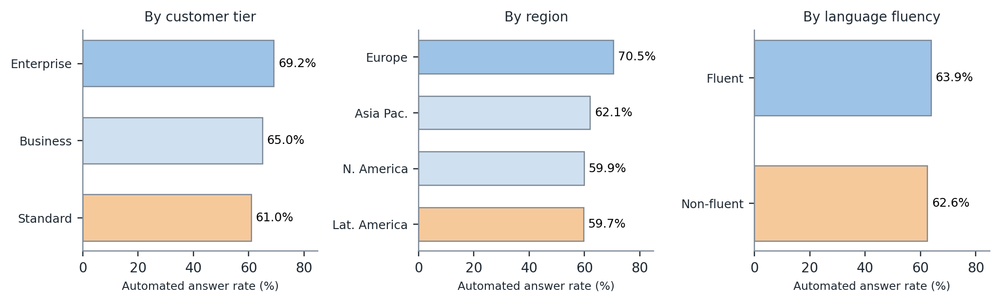 By customer tier
Enterprise
69.2%
Business
65.0%
Standard
61.0%
0 20 40 60 80
Automated answer rate (%)
By region
Europe
70.5%
Asia Pac.
62.1%
N. America
59.9%
Lat. America
59.7%
0 20 40 60 80
Automated answer rate (%)
By language fluency
Fluent
63.9%
Non-fluent
62.6%
0 20 40 60 80
Automated answer rate (%)